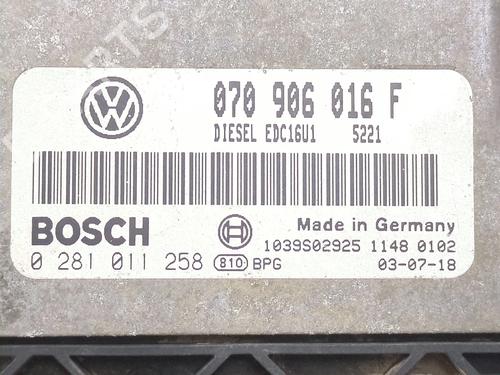 070 906 016 F
DIESEL EDC16U1 5221
BOSCH
Made in Germany
1039S02925 1148 0102
0 281 011 258 810 BPG 03-07-18